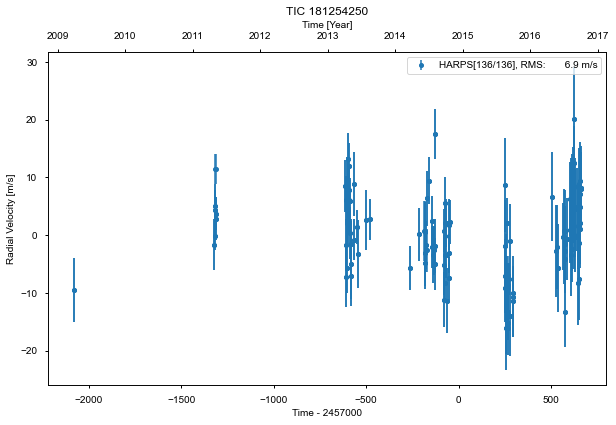 TIC 181254250
Time [Year]
2009 2010 2011 2012 2013 2014 2015 2016 2017
HARPS[136/136], RMS: 6.9 m/s
30
20
10
0
−10
−20
Radial Velocity [m/s]
−2000 −1500 −1000 −500 0 500
Time - 2457000